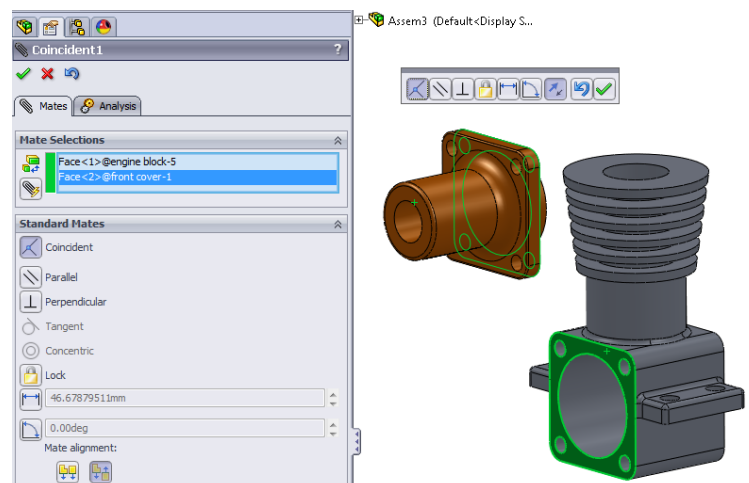 Assem3 (Default<Display S...
Coincident1
?
Mates
Analysis
Mate Selections
Face<1>@engine block-5
Face<2>@front cover-1
Standard Mates
Coincident
Parallel
Perpendicular
Tangent
Concentric
Lock
46.67879511mm
0.00deg
Mate alignment: